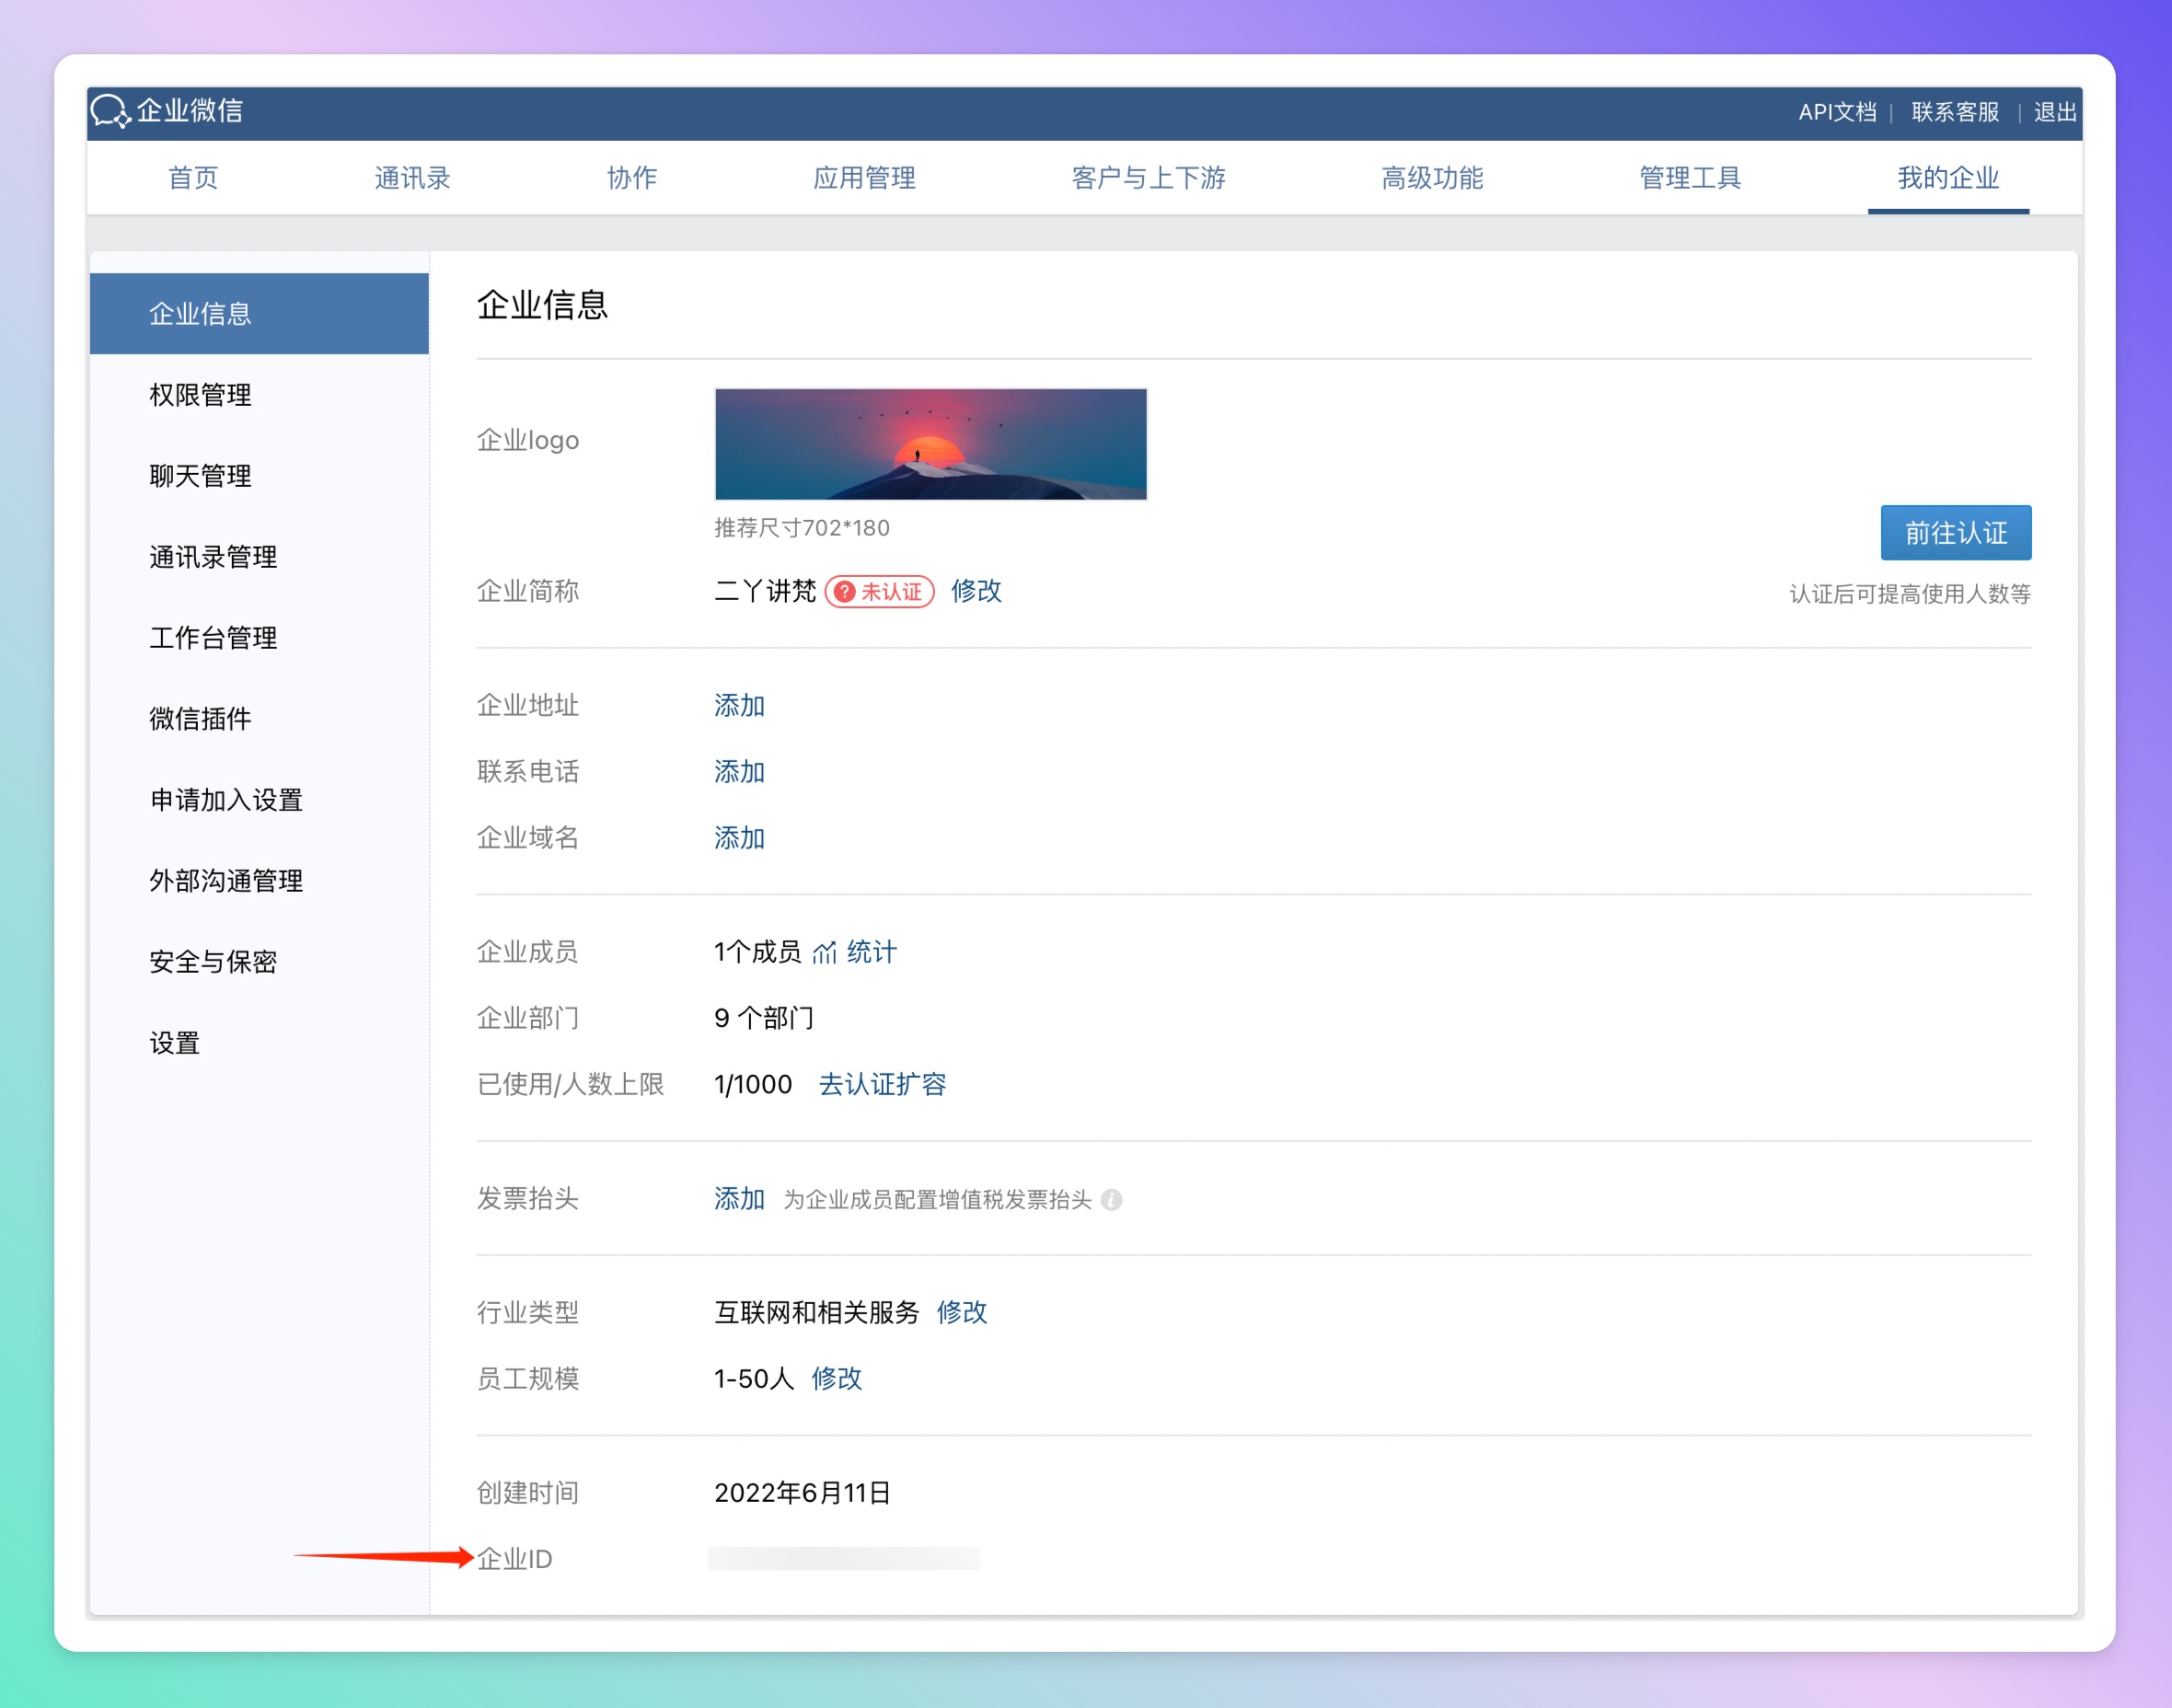 企业微信
API文档 | 联系客服 | 退出
首页 通讯录 协作 应用管理 客户与上下游 高级功能 管理工具 我的企业
企业信息
权限管理
聊天管理
通讯录管理
工作台管理
微信插件
申请加入设置
外部沟通管理
安全与保密
设置
企业信息
企业logo
推荐尺寸702*180
前往认证
企业简称 二丫讲梵 ? 未认证 修改
认证后可提高使用人数等
企业地址 添加
联系电话 添加
企业域名 添加
企业成员 1个成员 统计
企业部门 9 个部门
已使用/人数上限 1/1000 去认证扩容
发票抬头 添加 为企业成员配置增值税发票抬头 i
行业类型 互联网和相关服务 修改
员工规模 1-50人 修改
创建时间 2022年6月11日
企业ID